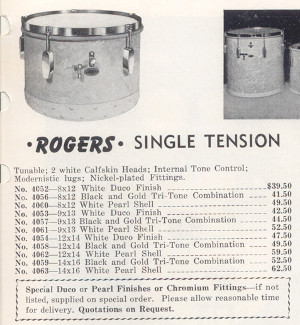 •ROGERS• SINGLE TENSION
Tunable; 2 white Calfskin Heads; Internal Tone Control;
Modernistic lugs; Nickel-plated Fittings.
No. 4052—8x12 White Duco Finish $39.50
No. 4056—8x12 Black and Gold Tri-Tone Combination 41.50
No. 4060—8x12 White Pearl Shell 49.50
No. 4053—9x13 White Duco Finish 42.50
No. 4057—9x13 Black and Gold Tri-Tone Combination 44.50
No. 4061—9x13 White Pearl Shell 52.50
No. 4054—12x14 White Duco Finish 47.50
No. 4058—12x14 Black and Gold Tri-Tone Combination 49.50
No. 4062—12x14 White Pearl Shell 59.50
No. 4059—14x16 Black and Gold Tri-Tone Combination 52.50
No. 4063—14x16 White Pearl Shell 62.50
Special Duco or Pearl Finishes or Chromium Fittings—if not
listed, supplied on special order. Please allow reasonable time
for delivery. Quotations on Request.